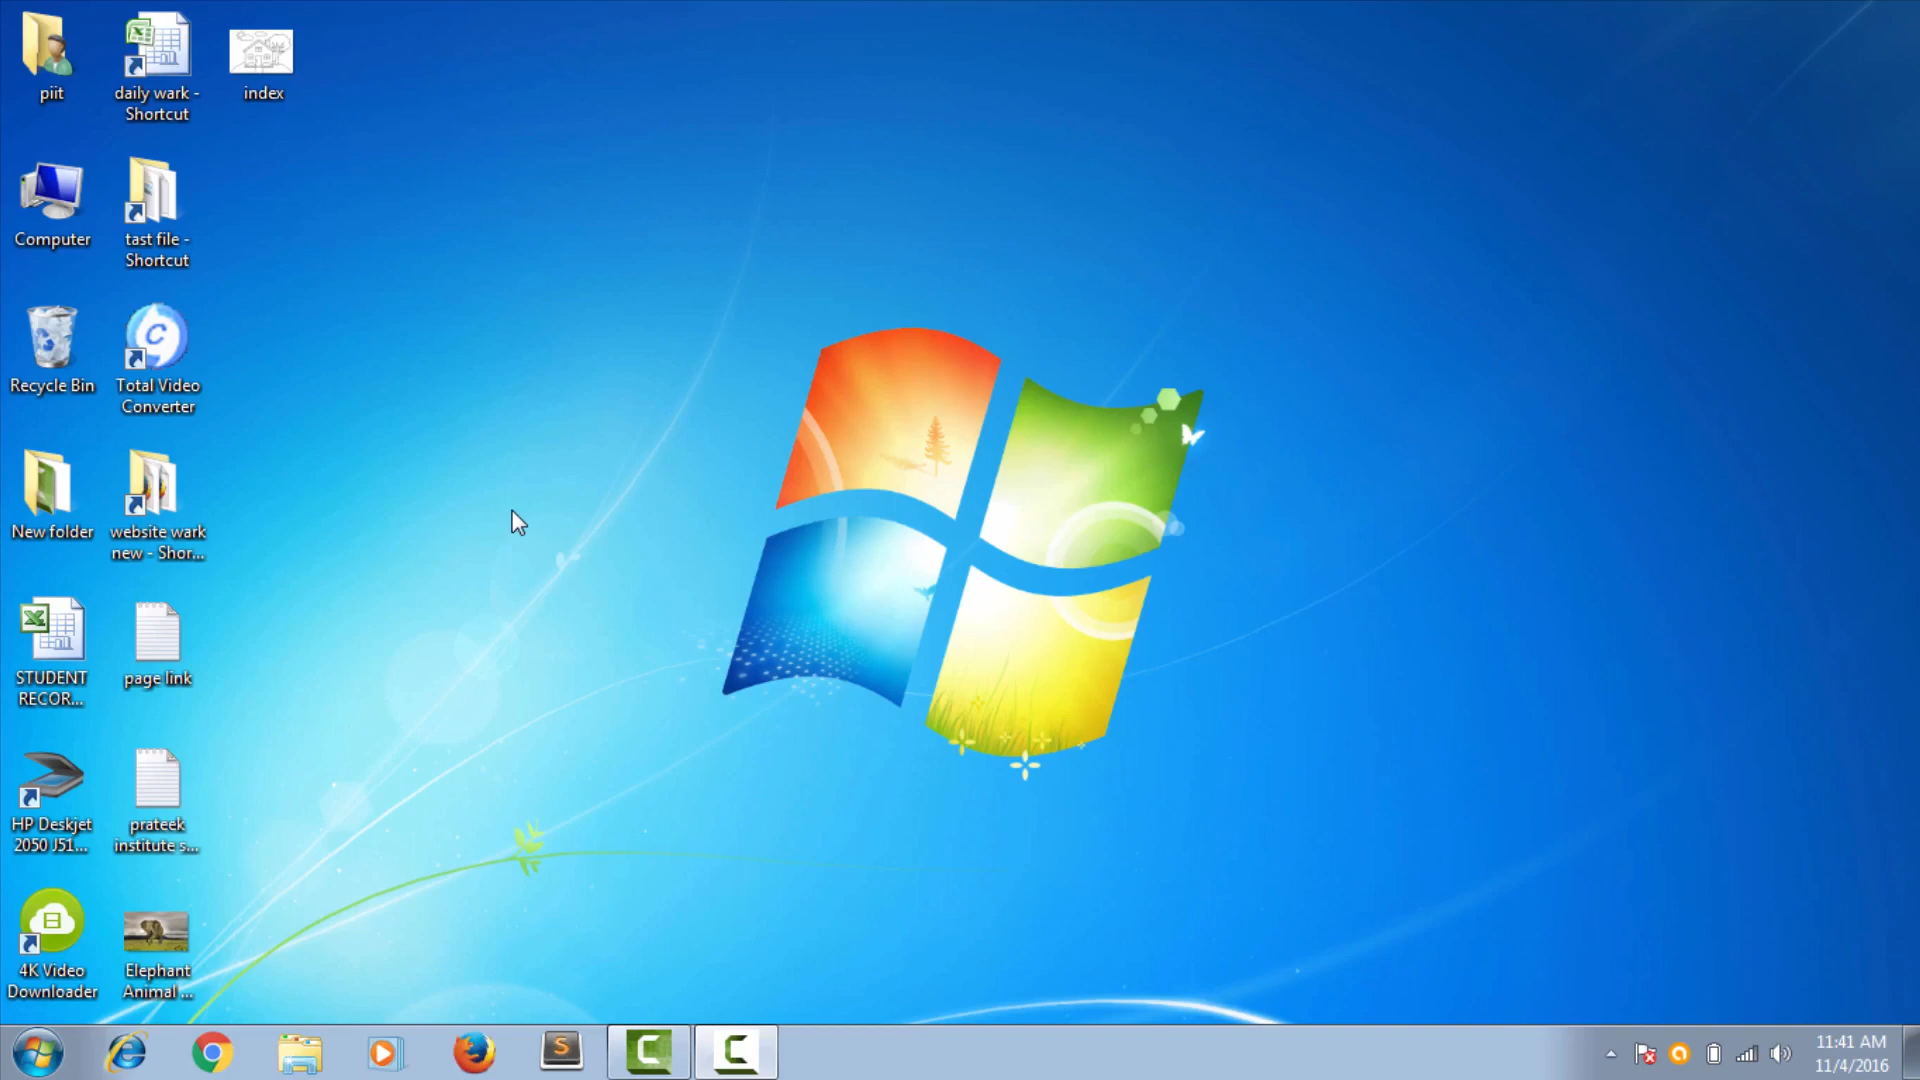 piit
daily wark -
Shortcut
index
Computer
tast file -
Shortcut
Recycle Bin
Total Video
Converter
New folder
website wark
new - Shor...
STUDENT
RECOR...
page link
HP Deskjet
2050 J51...
prateek
institute s...
4K Video
Downloader
Elephant
Animal ...
11:41 AM
11/4/2016